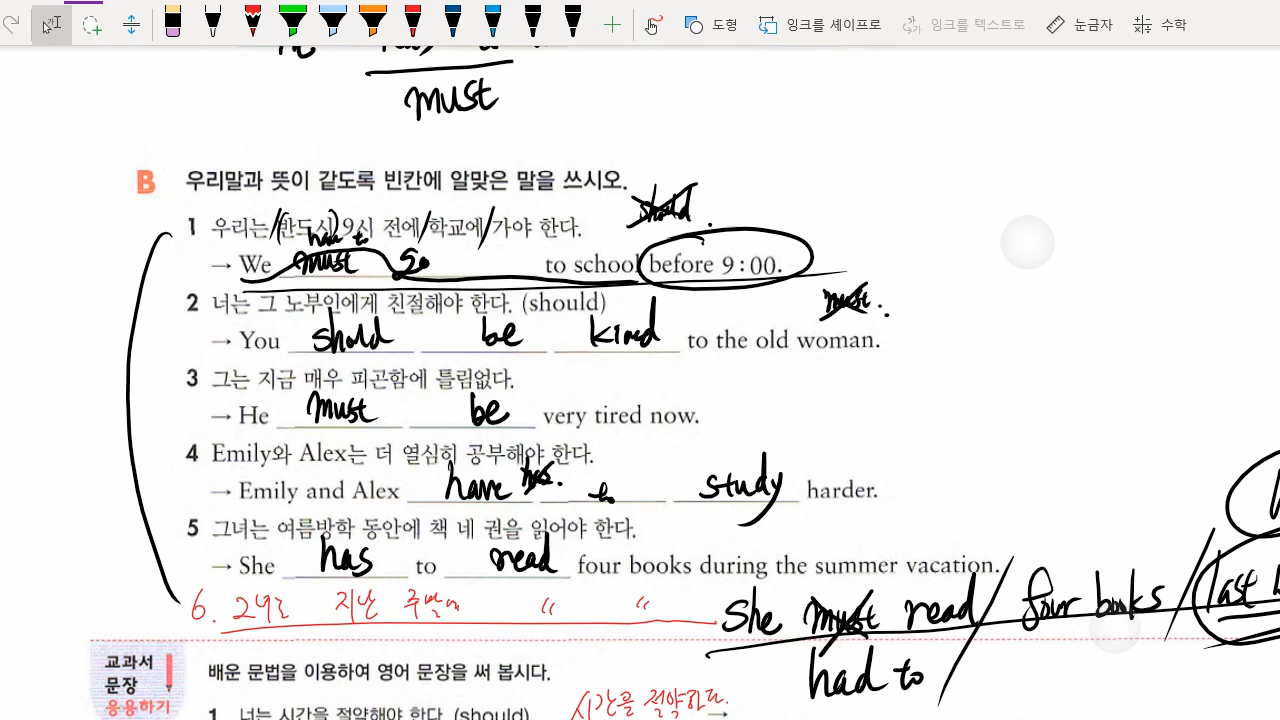 도형 잉크를 셰이프로 잉크를 텍스트로 눈금자 수학
must
B 우리말과 뜻이 같도록 빈칸에 알맞은 말을 쓰시오.
should
1 우리는/(반도시)9시 전에/학교에/가야 한다.
have to
→ We must go to school before 9:00.
2 너는 그 노부인에게 친절해야 한다. (should)
must.
→ You shold be kind to the old woman.
3 그는 지금 매우 피곤함에 틀림없다.
→ He must be very tired now.
4 Emily와 Alex는 더 열심히 공부해야 한다.
→ Emily and Alex have has. to study harder.
5 그녀는 여름방학 동안에 책 네 권을 읽어야 한다.
→ She has to read four books during the summer vacation.
6. 그녀는 지난 주말에 〃 〃
she must read / four books / last
had to
교과서
문장
응용하기
배운 문법을 이용하여 영어 문장을 써 봅시다.
시간을 절약하다.
1 너는 시간을 절약해야 한다. (should) →